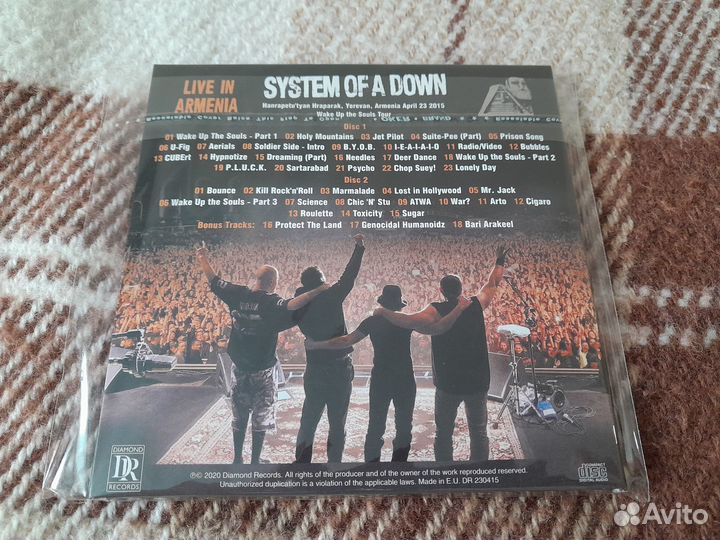 LIVE IN
ARMENIA
SYSTEM OF A DOWN
Hanrapetu'tyan Hraparak, Yerevan, Armenia April 23 2015
Wake Up the Souls Tour
Disc 1
01 Wake Up The Souls - Part 1 02 Holy Mountains 03 Jet Pilot 04 Suite-Pee (Part) 05 Prison Song
06 U-Fig 07 Aerials 08 Soldier Side - Intro 09 B.Y.O.B. 10 I-E-A-I-A-I-O 11 Radio/Video 12 Bubbles
13 CUBErt 14 Hypnotize 15 Dreaming (Part) 16 Needles 17 Deer Dance 18 Wake Up the Souls - Part 2
19 P.L.U.C.K. 20 Sartarabad 21 Psycho 22 Chop Suey! 23 Lonely Day
Disc 2
01 Bounce 02 Kill Rock'n'Roll 03 Marmalade 04 Lost in Hollywood 05 Mr. Jack
06 Wake Up the Souls - Part 3 07 Science 08 Chic 'N' Stu 09 ATWA 10 War? 11 Arto 12 Cigaro
13 Roulette 14 Toxicity 15 Sugar
Bonus Tracks: 16 Protect The Land 17 Genocidal Humanoidz 18 Bari Arakeel
DIAMOND
DR
RECORDS
℗© 2020 Diamond Records. All rights of the producer and of the owner of the work reproduced reserved.
Unauthorized duplication is a violation of the applicable laws. Made in E.U. DR 230415
COMPACT
disc
DIGITAL AUDIO
Avito